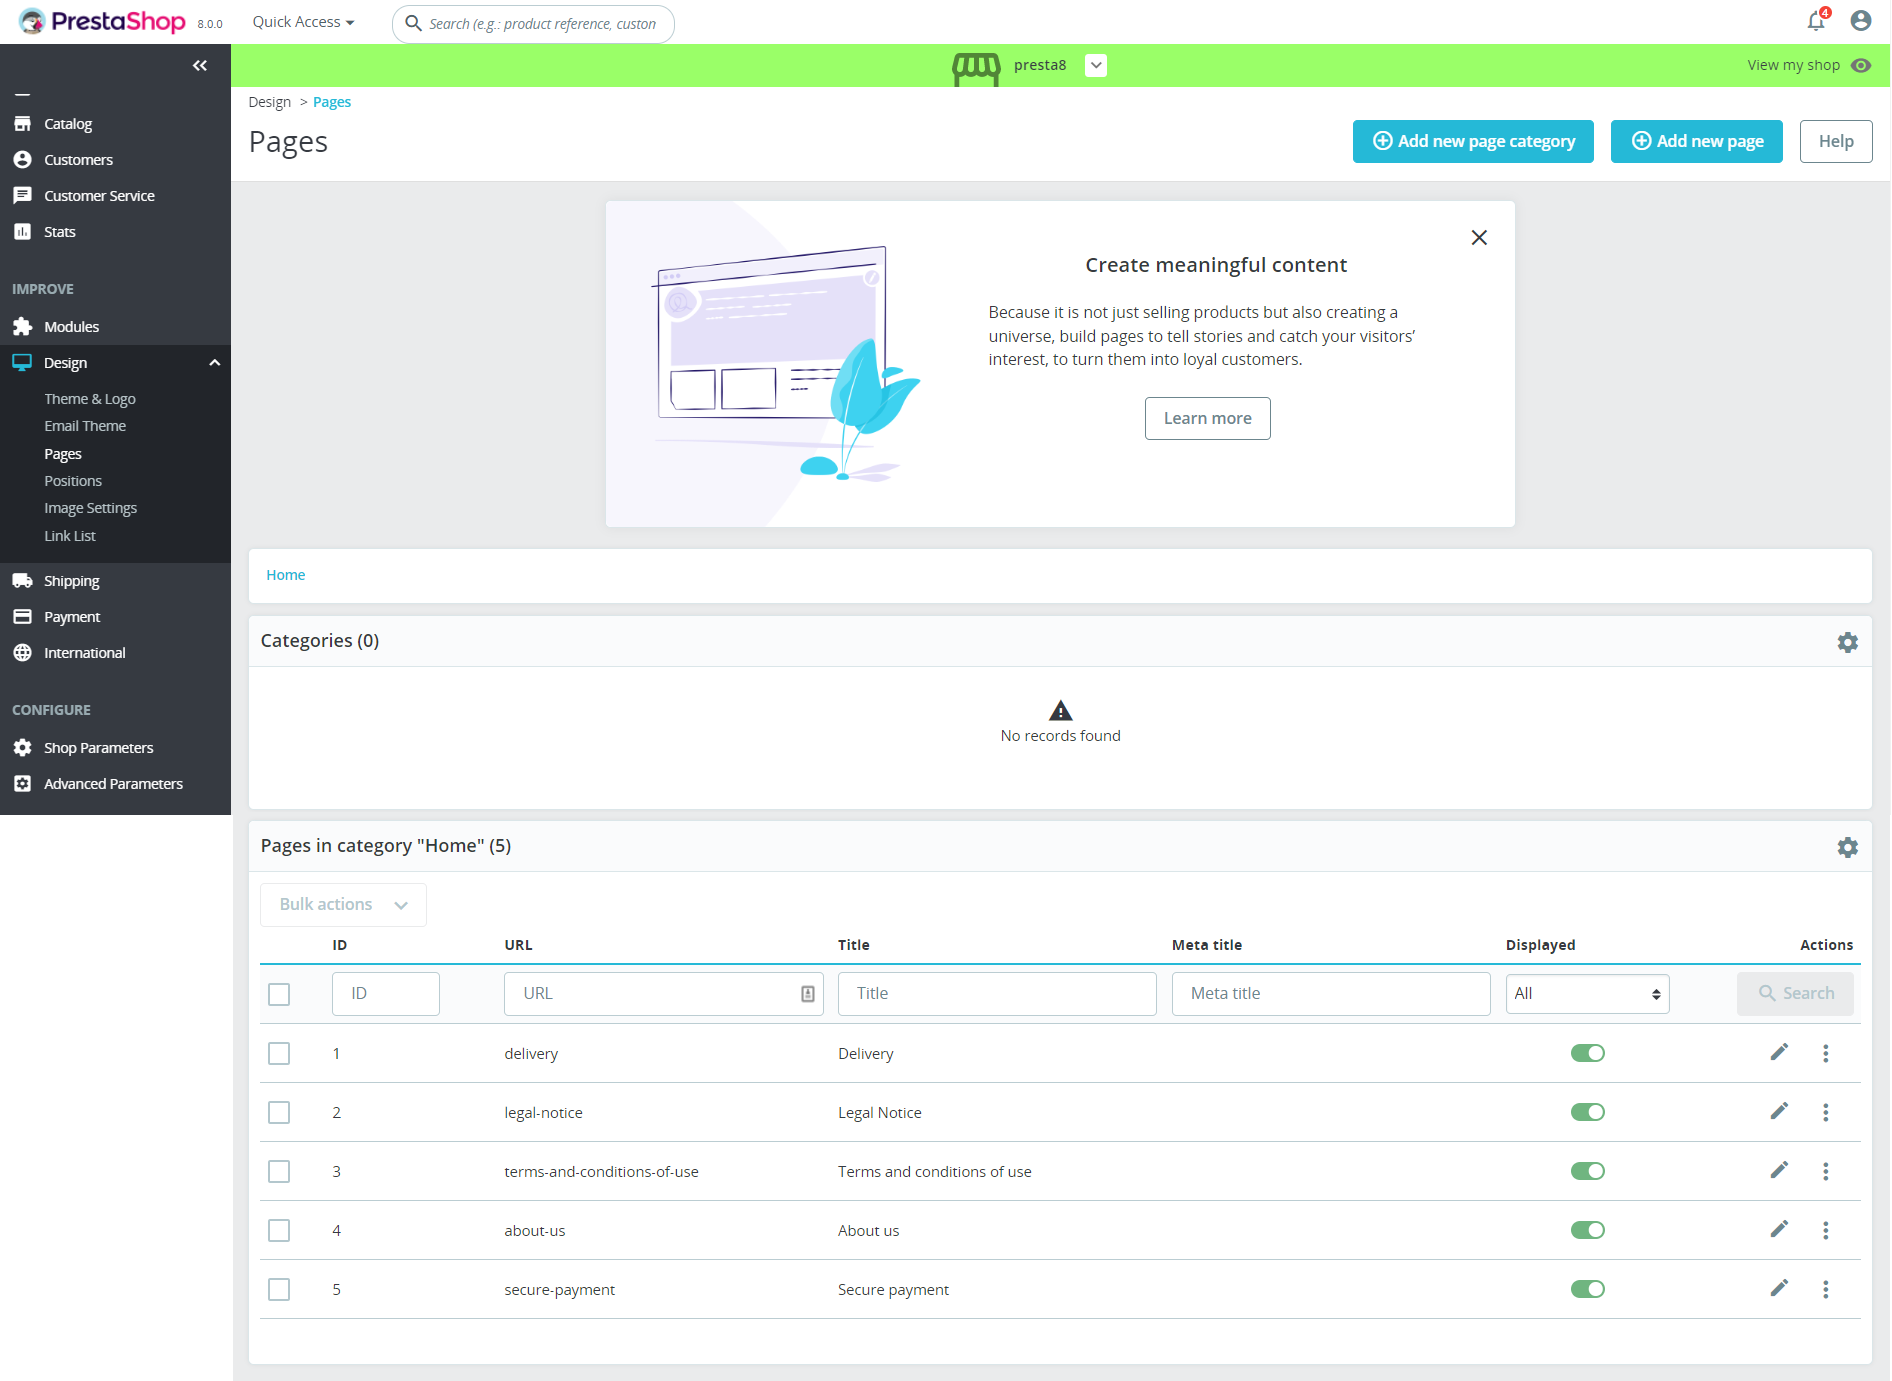 PrestaShop 8.0.0 Quick Access Search (e.g.: product reference, custon 4
presta8 View my shop
Design > Pages
Pages
Add new page category Add new page Help
Catalog
Customers
Customer Service
Stats
IMPROVE
Modules
Design
Theme & Logo
Email Theme
Pages
Positions
Image Settings
Link List
Shipping
Payment
International
CONFIGURE
Shop Parameters
Advanced Parameters
Create meaningful content
Because it is not just selling products but also creating a
universe, build pages to tell stories and catch your visitors’
interest, to turn them into loyal customers.
Learn more
Home
Categories (0)
No records found
Pages in category "Home" (5)
Bulk actions
ID URL Title Meta title Displayed Actions
ID URL Title Meta title All Search
1 delivery Delivery
2 legal-notice Legal Notice
3 terms-and-conditions-of-use Terms and conditions of use
4 about-us About us
5 secure-payment Secure payment